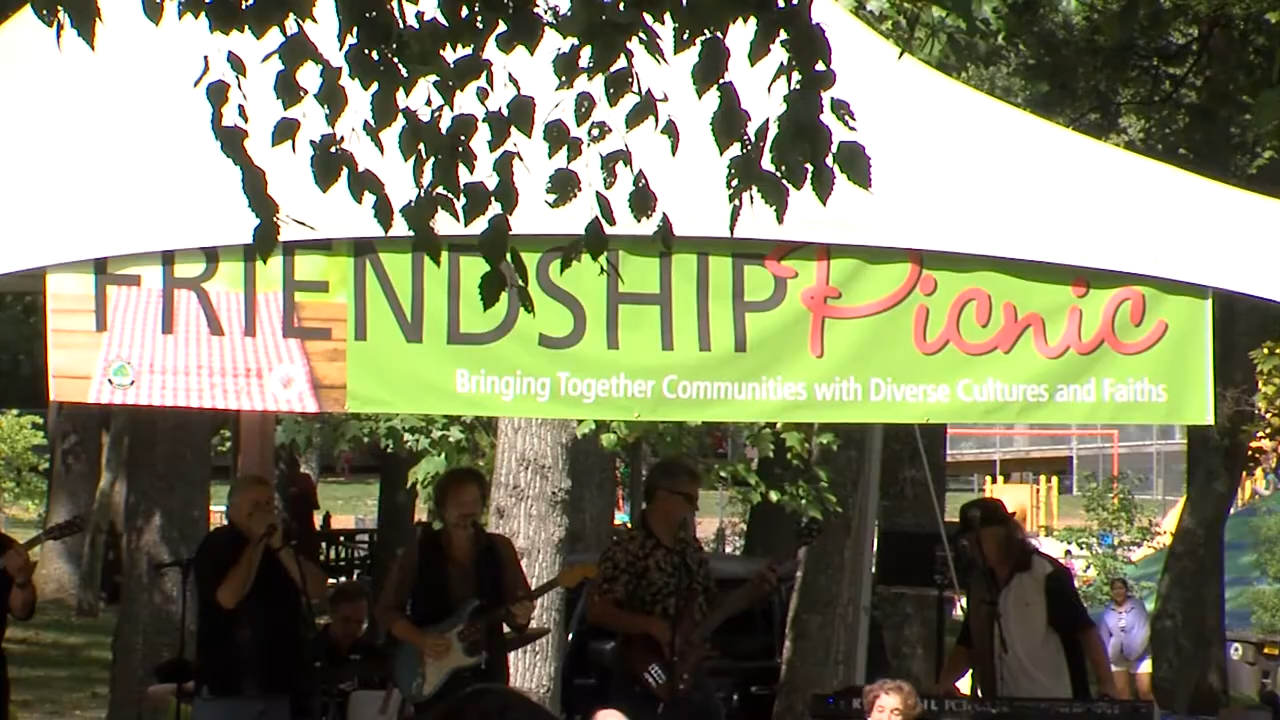 FRIENDSHIP Picnic
Bringing Together Communities with Diverse Cultures and Faiths